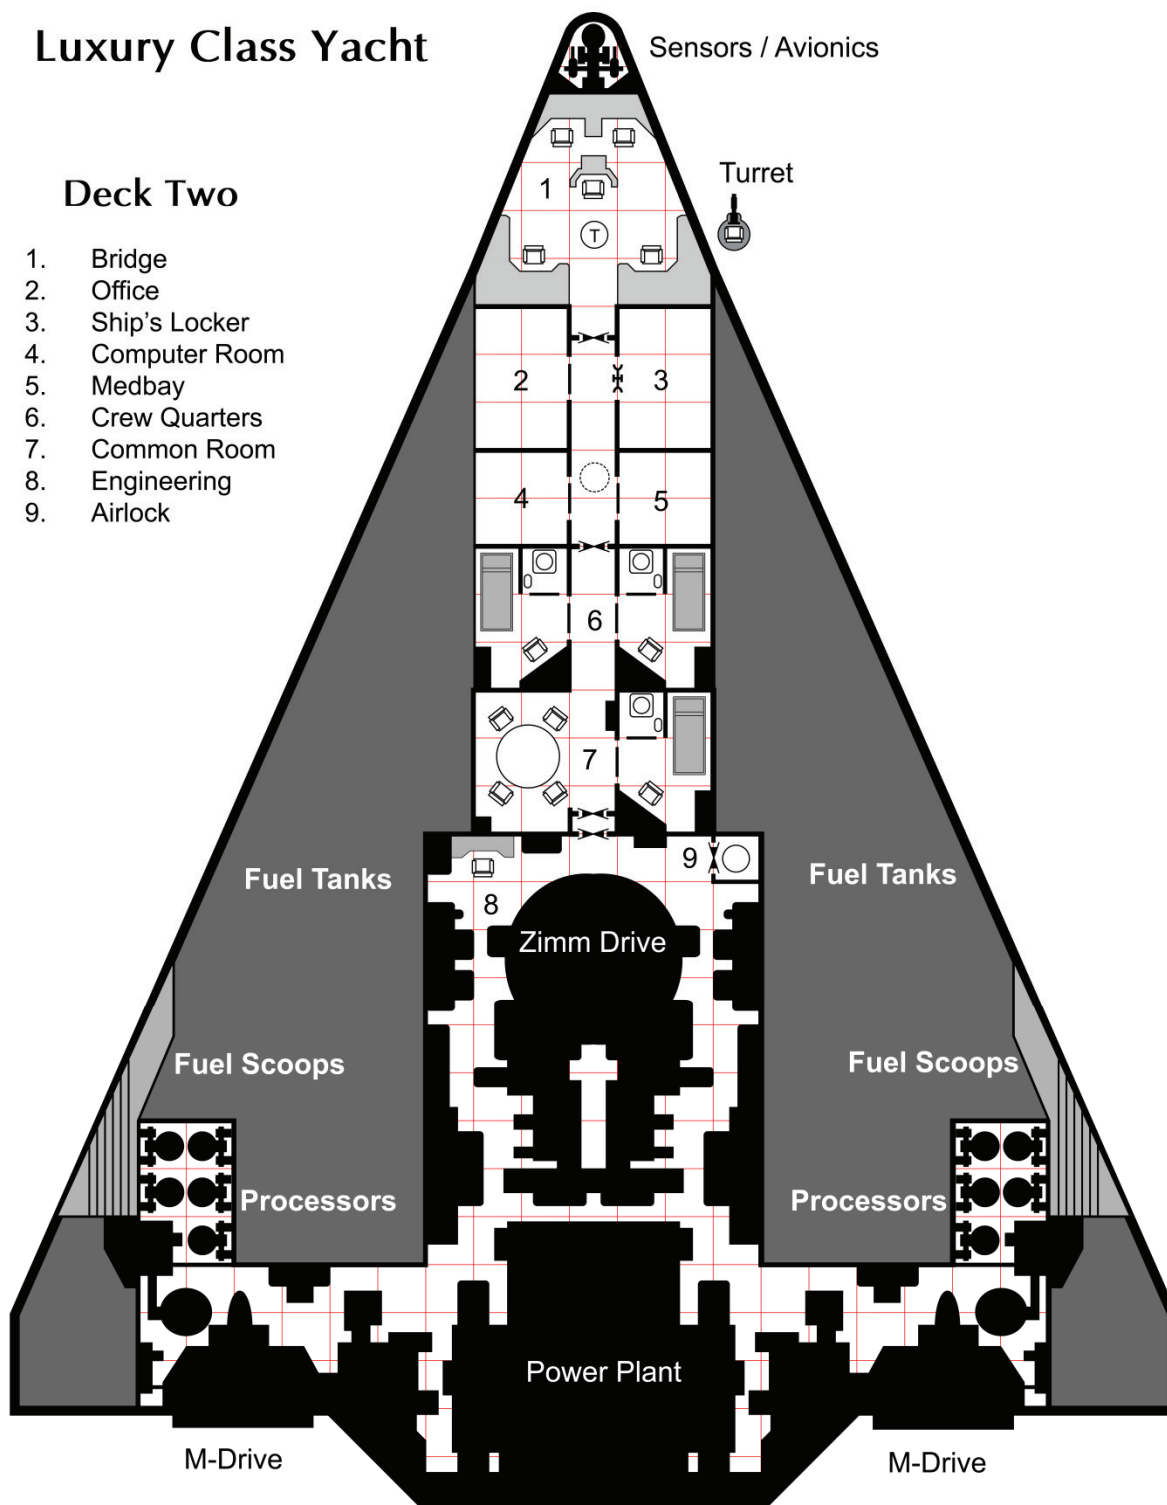 Luxury Class Yacht
Sensors / Avionics
Turret
Deck Two
1. Bridge
2. Office
3. Ship's Locker
4. Computer Room
5. Medbay
6. Crew Quarters
7. Common Room
8. Engineering
9. Airlock
1
T
2
3
4
5
6
7
9
8
Fuel Tanks
Fuel Tanks
Zimm Drive
Fuel Scoops
Fuel Scoops
Processors
Processors
Power Plant
M-Drive
M-Drive